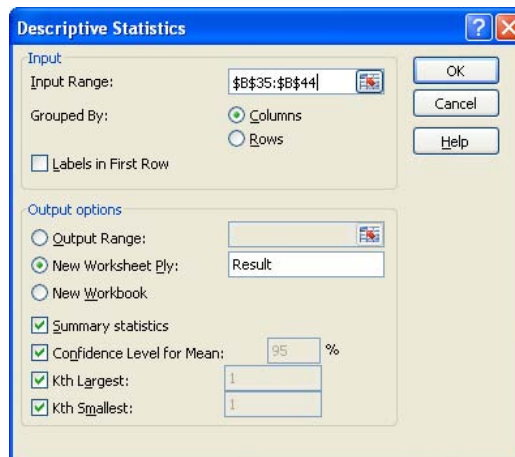 Descriptive Statistics
Input
Input Range: $B$35:$B$44
Grouped By: Columns
Rows
Labels in First Row
OK
Cancel
Help
Output options
Output Range:
New Worksheet Ply: Result
New Workbook
Summary statistics
Confidence Level for Mean: 95 %
Kth Largest: 1
Kth Smallest: 1